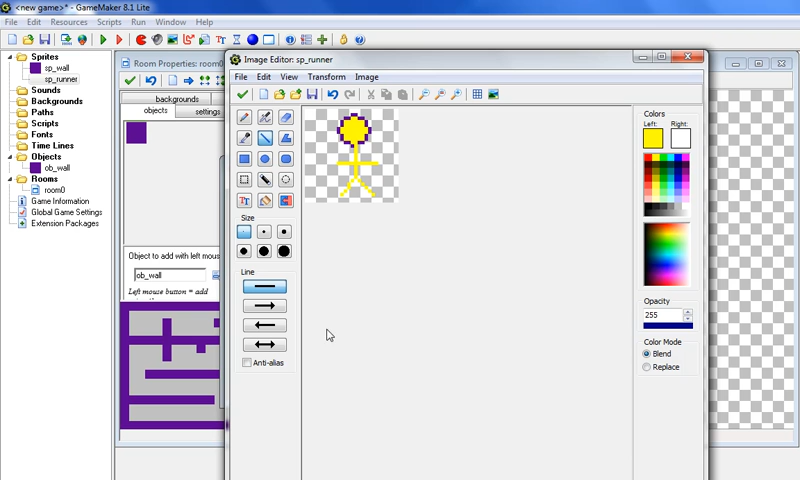 <new game>* - GameMaker 8.1 Lite
File Edit Resources Scripts Run Window Help
Sprites
sp_wall
sp_runner
Sounds
Backgrounds
Paths
Scripts
Fonts
Time Lines
Objects
ob_wall
Rooms
room0
Game Information
Global Game Settings
Extension Packages
Room Properties: room0
backgrounds
objects
settings
Object to add with left mouse
ob_wall
Left mouse button = add
Image Editor: sp_runner
File Edit View Transform Image
Size
Line
Anti-alias
Colors
Left: Right:
Opacity
255
Color Mode
Blend
Replace